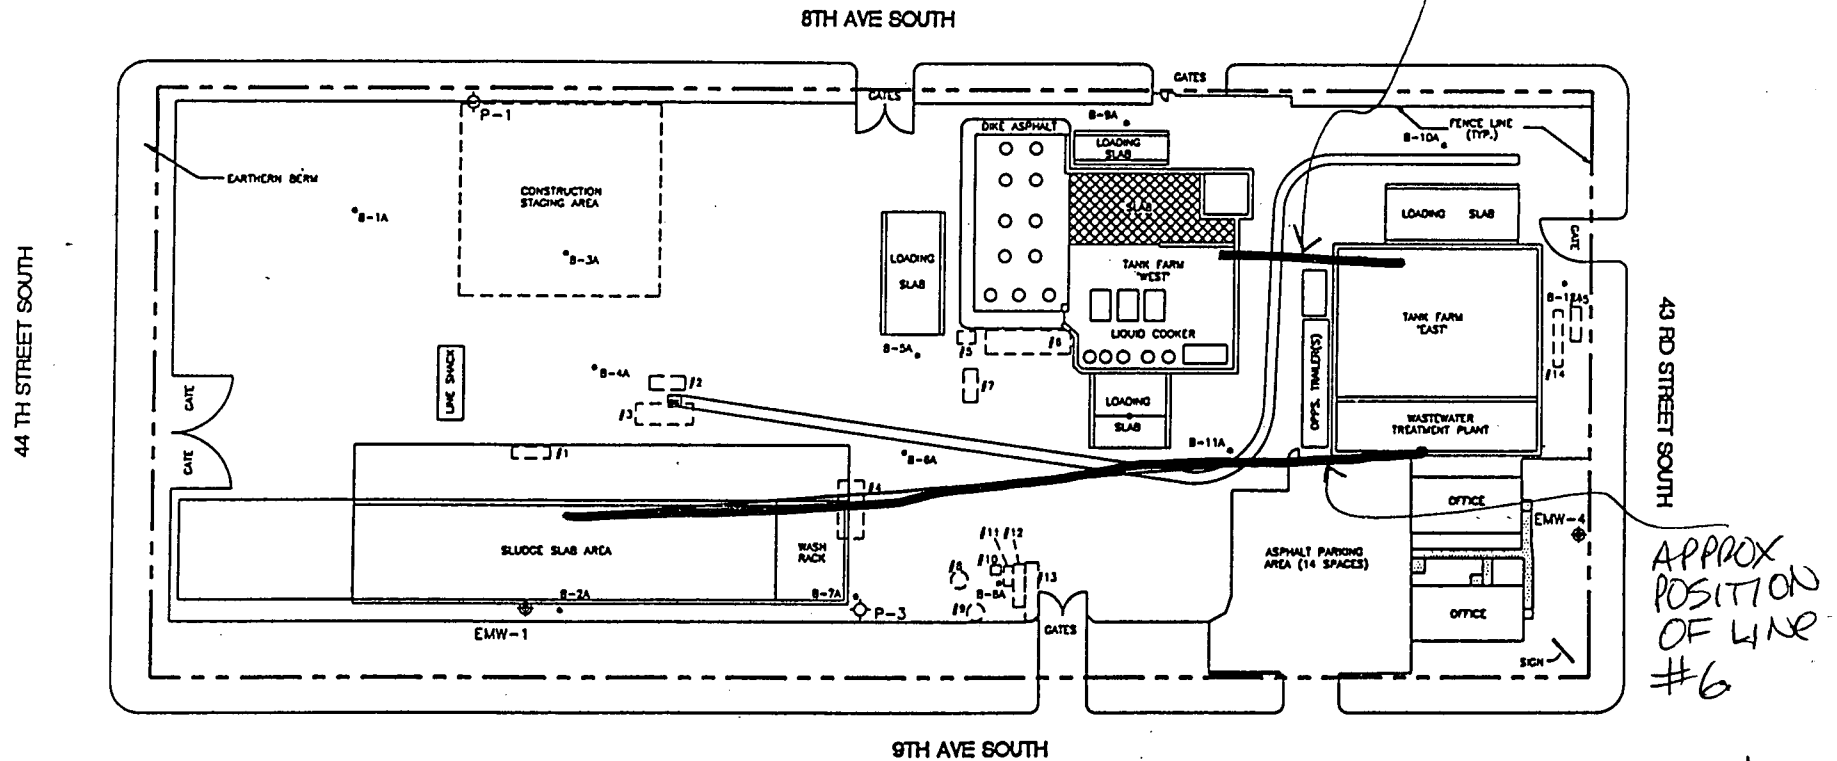 8TH AVE SOUTH
GATES
GATES
P-1
B-9A
FENCE LINE
(TYP.)
B-10A
DIKE ASPHALT
LOADING
SLAB
EARTHERN BERM
CONSTRUCTION
STAGING AREA
B-1A
SLAB
LOADING SLAB
GATE
B-3A
LOADING
SLAB
TANK FARM
"WEST"
44 TH STREET SOUTH
43 RD STREET SOUTH
TANK FARM
"EAST"
#15
LIQUID COOKER
B-5A
#5
#6
#14
OPPS. TRAILER(S)
LIME SHACK
B-4A
#2
#7
#3
GATE
LOADING
SLAB
WASTEWATER
TREATMENT PLANT
B-11A
#1
GATE
B-6A
#4
OFFICE
EMW-4
SLUDGE SLAB AREA
WASH
RACK
#11 #12
#10
#8
#13
ASPHALT PARKING
AREA (14 SPACES)
B-2A
B-7A
B-8A
#9
P-3
OFFICE
EMW-1
GATES
SIGN
APPROX
POSITION
OF LINE
#6
9TH AVE SOUTH